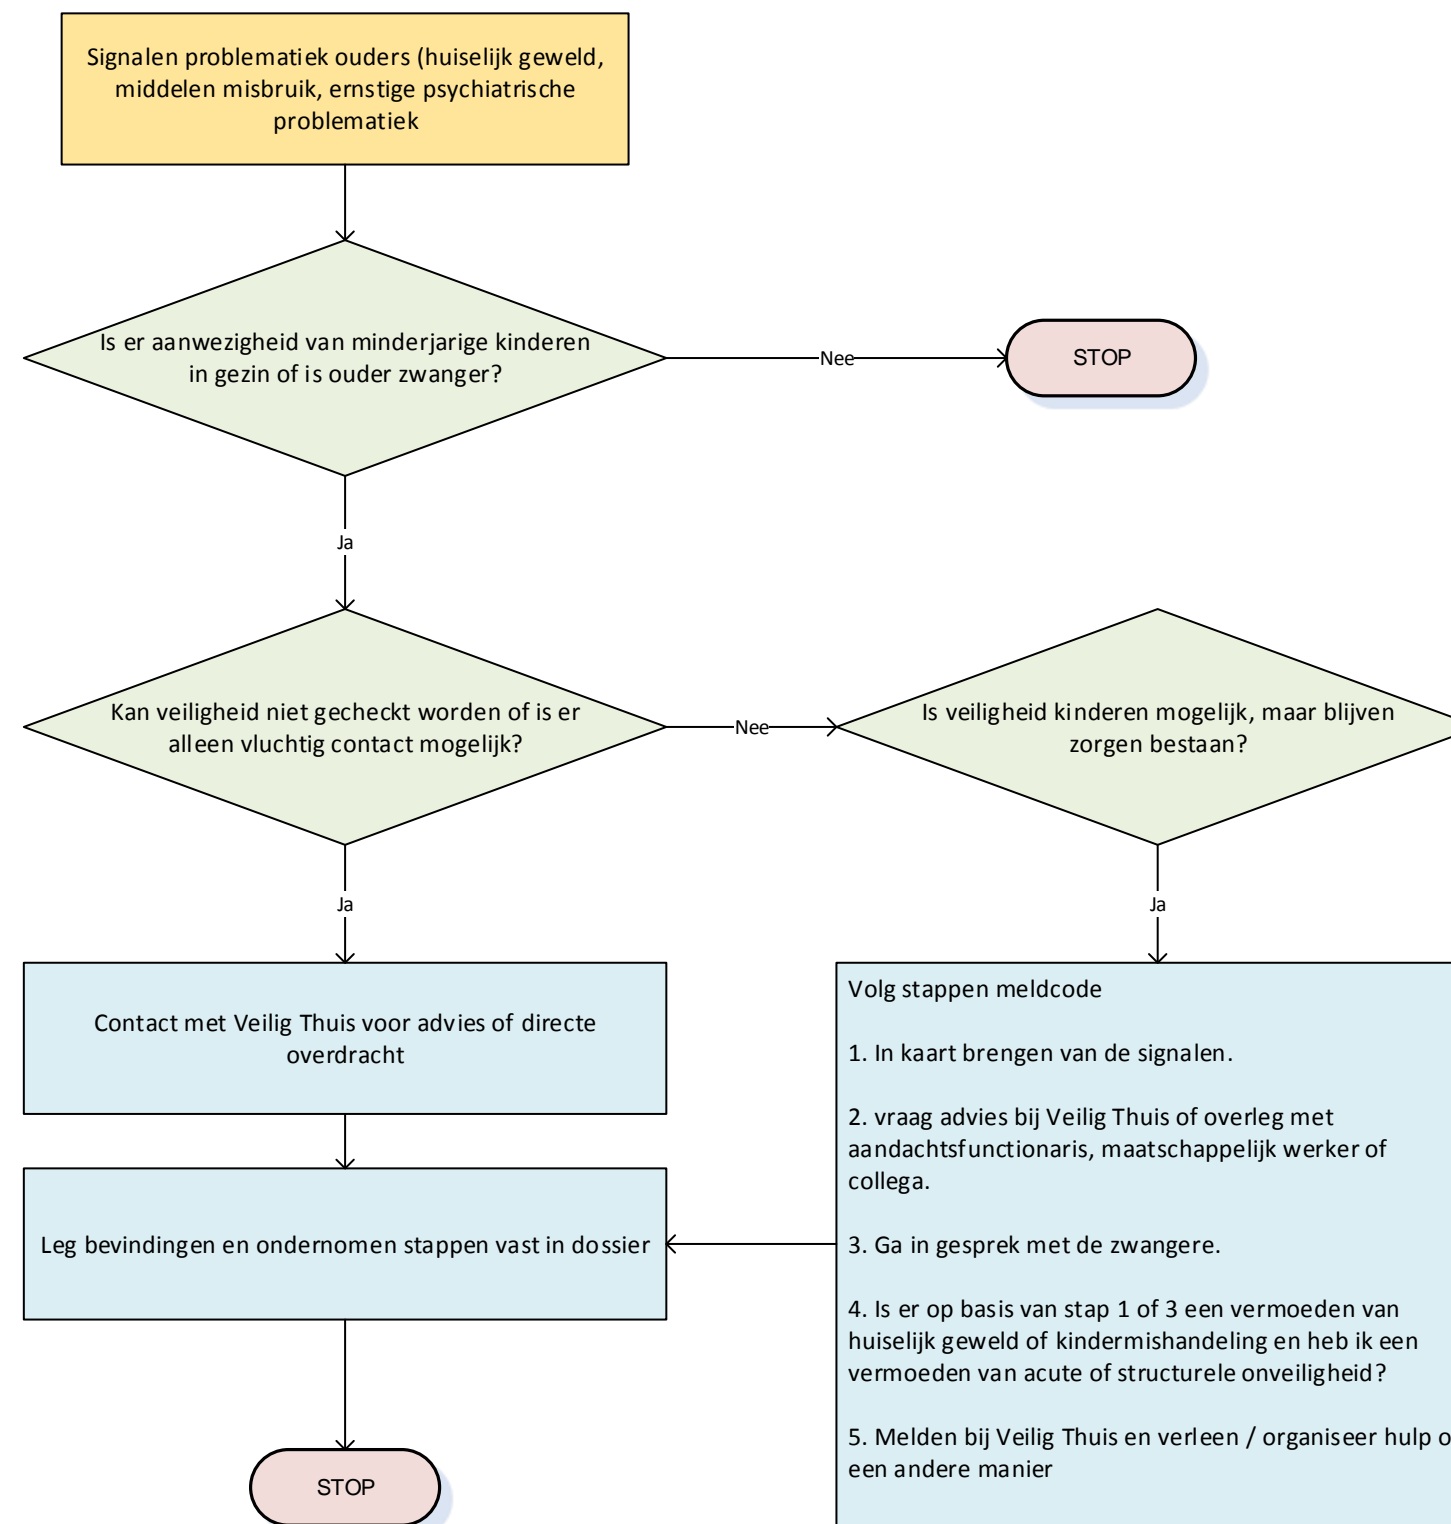 Signalen problematiek ouders (huiselijk geweld,
middelen misbruik, ernstige psychiatrische
problematiek
Is er aanwezigheid van minderjarige kinderen
in gezin of is ouder zwanger?
Nee
STOP
Ja
Kan veiligheid niet gecheckt worden of is er
alleen vluchtig contact mogelijk?
Nee
Is veiligheid kinderen mogelijk, maar blijven
zorgen bestaan?
Ja
Ja
Contact met Veilig Thuis voor advies of directe
overdracht
Leg bevindingen en ondernomen stappen vast in dossier
STOP
Volg stappen meldcode
1. In kaart brengen van de signalen.
2. vraag advies bij Veilig Thuis of overleg met
aandachtsfunctionaris, maatschappelijk werker of
collega.
3. Ga in gesprek met de zwangere.
4. Is er op basis van stap 1 of 3 een vermoeden van
huiselijk geweld of kindermishandeling en heb ik een
vermoeden van acute of structurele onveiligheid?
5. Melden bij Veilig Thuis en verleen / organiseer hulp
een andere manier